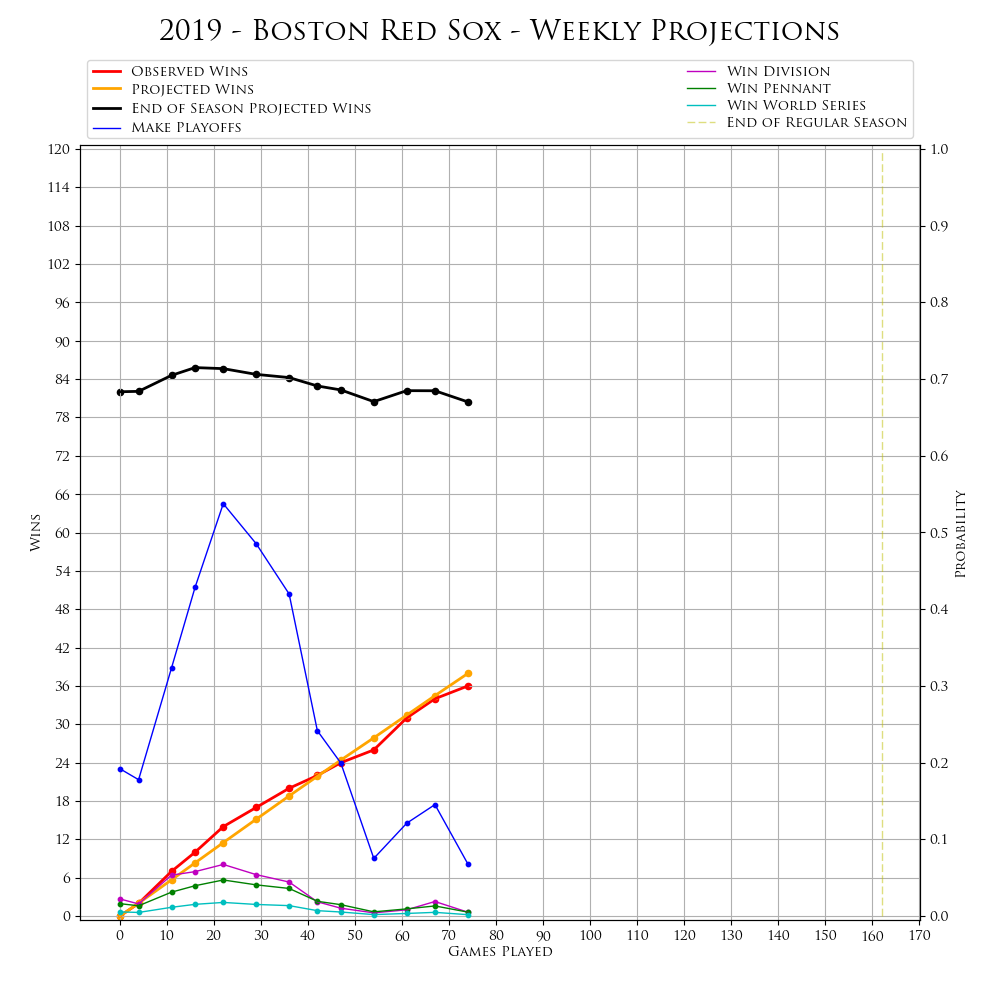 2019 - Boston Red Sox - Weekly Projections
Observed Wins
Projected Wins
End of Season Projected Wins
Make Playoffs
Win Division
Win Pennant
Win World Series
End of Regular Season
120
114
108
102
96
90
84
78
72
66
60
54
48
42
36
30
24
18
12
6
0
Wins
1.0
0.9
0.8
0.7
0.6
0.5
0.4
0.3
0.2
0.1
0.0
Probability
0 10 20 30 40 50 60 70 80 90 100 110 120 130 140 150 160 170
Games Played